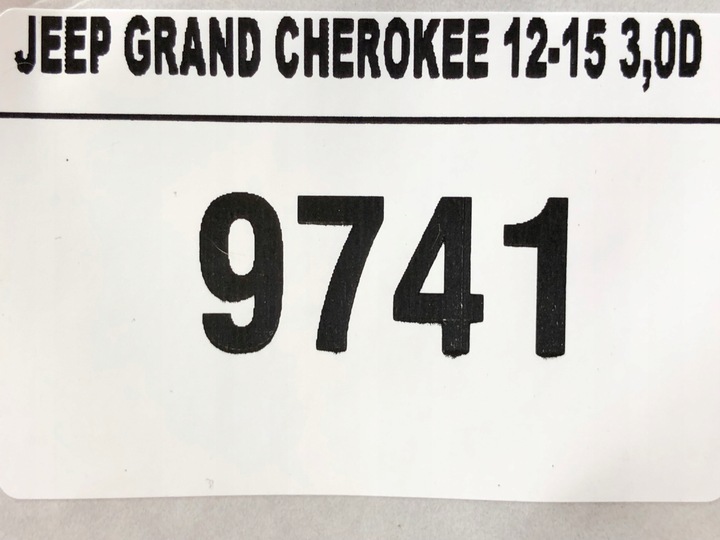 JEEP GRAND CHEROKEE 12-15 3,0D
9741